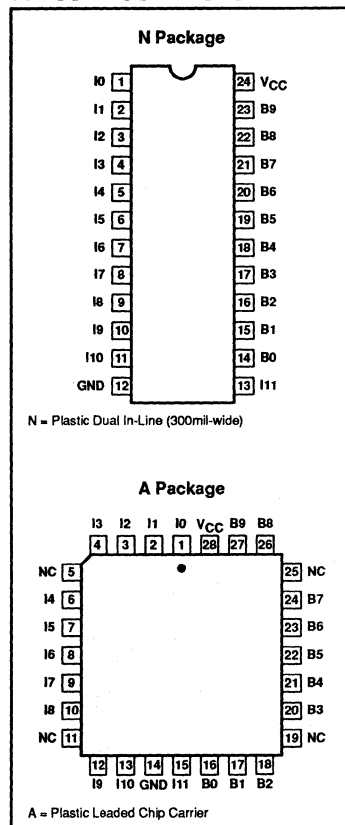 N Package
I0 1 24 VCC
I1 2 23 B9
I2 3 22 B8
I3 4 21 B7
I4 5 20 B6
I5 6 19 B5
I6 7 18 B4
I7 8 17 B3
I8 9 16 B2
I9 10 15 B1
I10 11 14 B0
GND 12 13 I11
N = Plastic Dual In-Line (300mil-wide)
A Package
I3 I2 I1 I0 VCC B9 B8
4 3 2 1 28 27 26
NC 5 25 NC
I4 6 24 B7
I5 7 23 B6
I6 8 22 B5
I7 9 21 B4
I8 10 20 B3
NC 11 19 NC
12 13 14 15 16 17 18
I9 I10 GND I11 B0 B1 B2
A = Plastic Leaded Chip Carrier